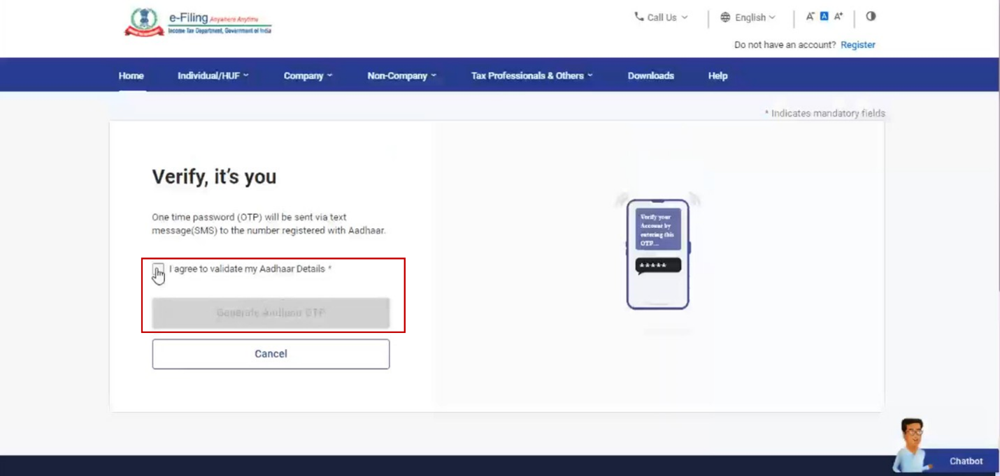 e-Filing Anywhere Anytime
Income Tax Department, Government of India
Call Us
English
A- A A+
Do not have an account? Register
Home Individual/HUF Company Non-Company Tax Professionals & Others Downloads Help
* Indicates mandatory fields
Verify, it's you
One time password (OTP) will be sent via text
message(SMS) to the number registered with Aadhaar.
I agree to validate my Aadhaar Details *
Generate Aadhaar OTP
Cancel
Verify your
Account by
entering this
OTP...
*****
Chatbot